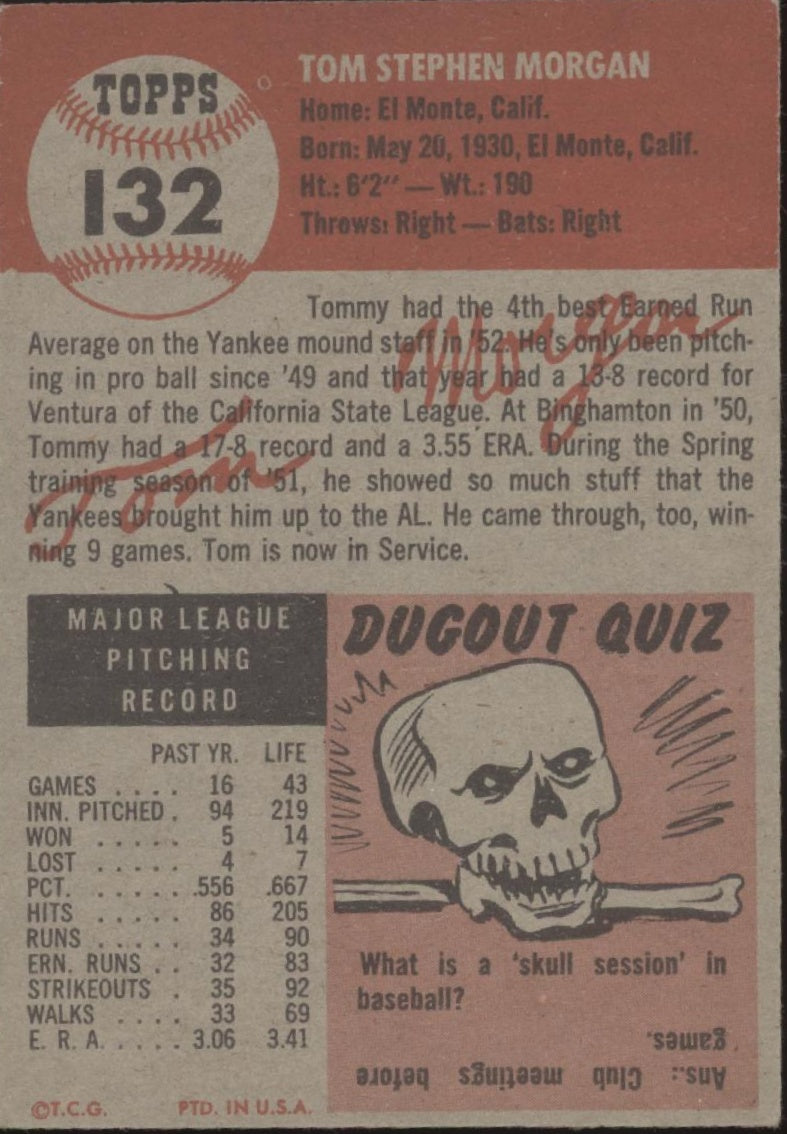 TOPPS
132
TOM STEPHEN MORGAN
Home: El Monte, Calif.
Born: May 20, 1930, El Monte, Calif.
Ht.: 6'2" — Wt.: 190
Throws: Right — Bats: Right
Tommy had the 4th best Earned Run
Average on the Yankee mound staff in '52. He's only been pitch-
ing in pro ball since '49 and that year had a 13-8 record for
Ventura of the California State League. At Binghamton in '50,
Tommy had a 17-8 record and a 3.55 ERA. During the Spring
training season of '51, he showed so much stuff that the
Yankees brought him up to the AL. He came through, too, win-
ning 9 games. Tom is now in Service.
Tom Morgan
MAJOR LEAGUE
PITCHING
RECORD
PAST YR. LIFE
GAMES . . . . 16 43
INN. PITCHED . 94 219
WON . . . . . 5 14
LOST . . . . . 4 7
PCT. . . . . . .556 .667
HITS . . . . . 86 205
RUNS . . . . . 34 90
ERN. RUNS . . 32 83
STRIKEOUTS . 35 92
WALKS . . . . 33 69
E. R. A. . . . . 3.06 3.41
©T.C.G. PTD. IN U.S.A.
DUGOUT QUIZ
What is a 'skull session' in
baseball?
Ans.: Club meetings before
games.